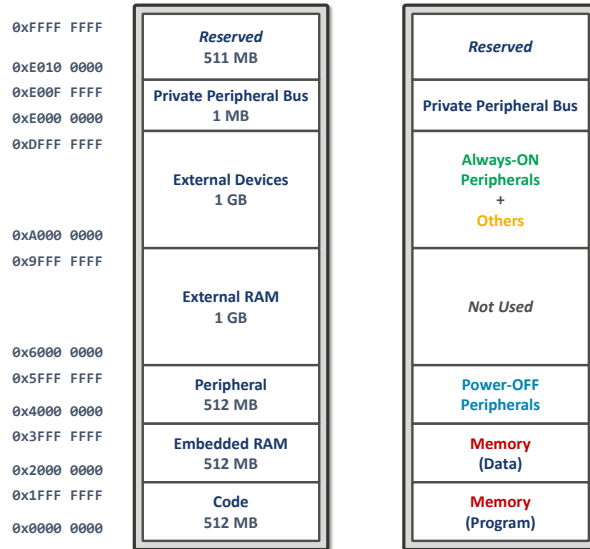 0xFFFF FFFF
Reserved
511 MB
0xE010 0000
0xE00F FFFF
Private Peripheral Bus
1 MB
0xE000 0000
0xDFFF FFFF
External Devices
1 GB
0xA000 0000
0x9FFF FFFF
External RAM
1 GB
0x6000 0000
0x5FFF FFFF
Peripheral
512 MB
0x4000 0000
0x3FFF FFFF
Embedded RAM
512 MB
0x2000 0000
0x1FFF FFFF
Code
512 MB
0x0000 0000
Reserved
Private Peripheral Bus
Always-ON
Peripherals
+
Others
Not Used
Power-OFF
Peripherals
Memory
(Data)
Memory
(Program)